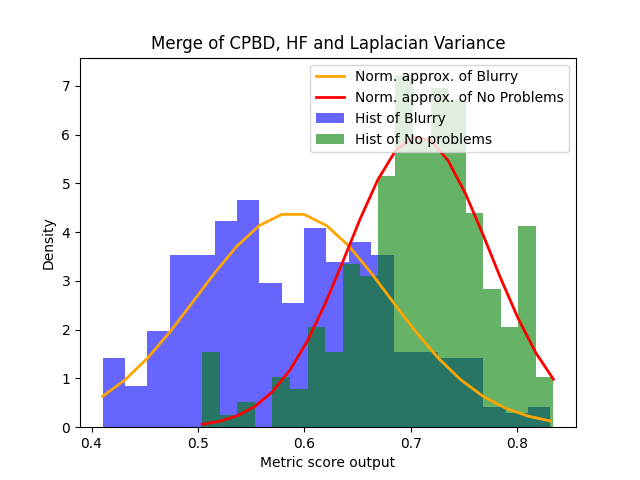 Merge of CPBD, HF and Laplacian Variance
Norm. approx. of Blurry
Norm. approx. of No Problems
Hist of Blurry
Hist of No problems
Density
7
6
5
4
3
2
1
0
0.4 0.5 0.6 0.7 0.8
Metric score output